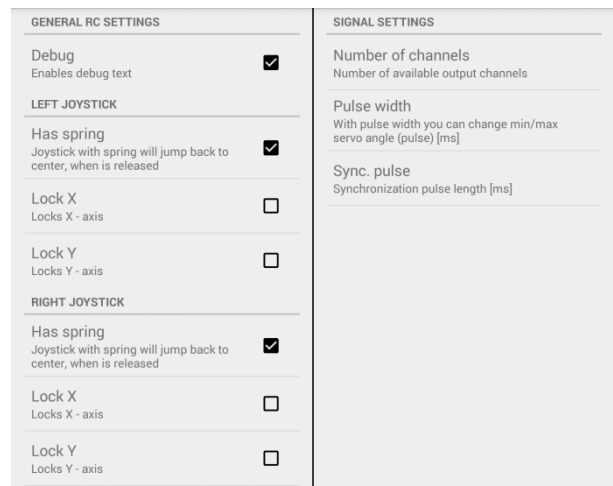 GENERAL RC SETTINGS
Debug
Enables debug text
LEFT JOYSTICK
Has spring
Joystick with spring will jump back to
center, when is released
Lock X
Locks X - axis
Lock Y
Locks Y - axis
RIGHT JOYSTICK
Has spring
Joystick with spring will jump back to
center, when is released
Lock X
Locks X - axis
Lock Y
Locks Y - axis
SIGNAL SETTINGS
Number of channels
Number of available output channels
Pulse width
With pulse width you can change min/max
servo angle (pulse) [ms]
Sync. pulse
Synchronization pulse length [ms]